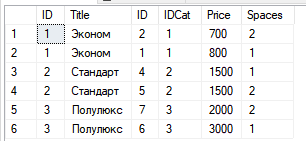 ID Title ID IDCat Price Spaces
1 1 Эконом 2 1 700 2
2 1 Эконом 1 1 800 1
3 2 Стандарт 4 2 1500 1
4 2 Стандарт 5 2 1500 2
5 3 Полулюкс 7 3 2000 2
6 3 Полулюкс 6 3 3000 1